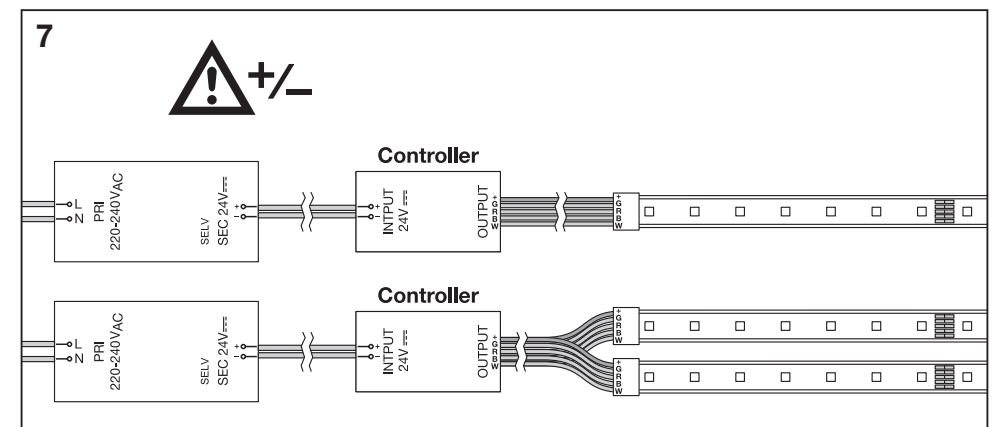 7
+/–
Controller
L
N
PRI
220-240VAC
SELV
SEC 24V
+
–
+
–
INTPUT
24V
OUTPUT
+
G
R
B
W
+
G
R
B
W
Controller
L
N
PRI
220-240VAC
SELV
SEC 24V
+
–
+
–
INTPUT
24V
OUTPUT
+
G
R
B
W
+
G
R
B
W
+
G
R
B
W